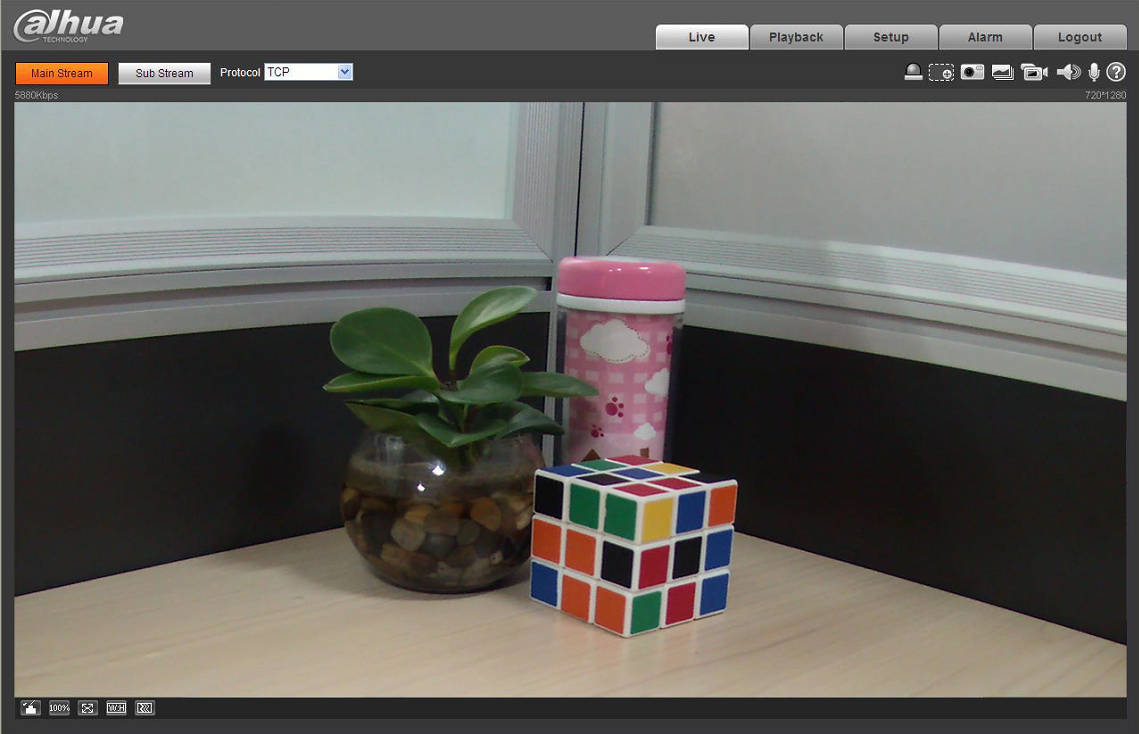 alhua
TECHNOLOGY
Live Playback Setup Alarm Logout
Main Stream Sub Stream Protocol TCP
5880Kbps 720*1280
100% W:H